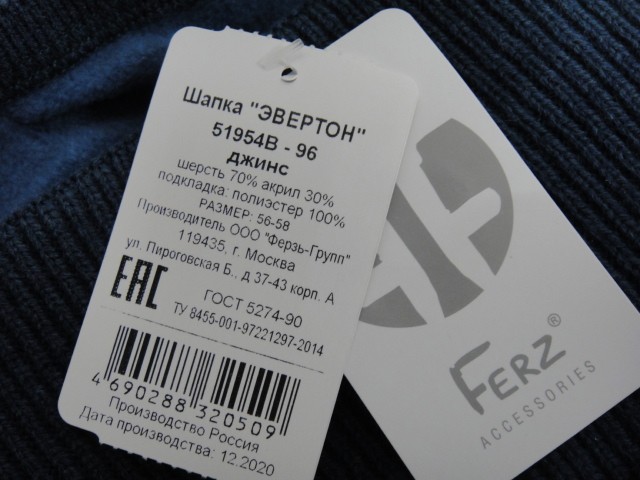 Шапка "ЭВЕРТОН"
51954В - 96
джинс
шерсть 70% акрил 30%
подкладка: полиэстер 100%
РАЗМЕР: 56-58
Производитель ООО "Ферзь-Групп"
119435, г. Москва
ул. Пироговская Б., д 37-43 корп. А
ЕАС
ГОСТ 5274-90
ТУ 8455-001-97221297-2014
4 690288 320509
Производство Россия
Дата производства: 12.2020
FERZ®
ACCESSORIES